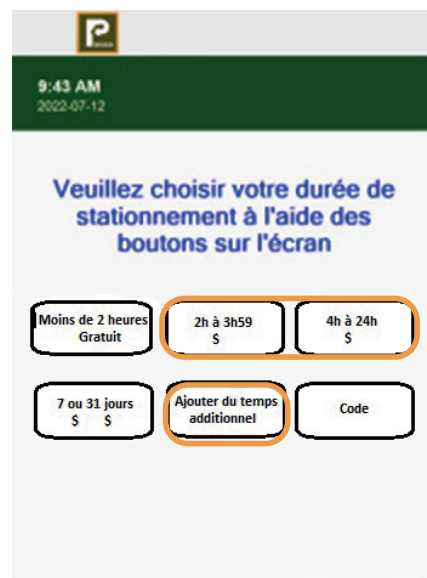 P
9:43 AM
2022-07-12
Veuillez choisir votre durée de
stationnement à l'aide des
boutons sur l'écran
Moins de 2 heures
Gratuit
2h à 3h59
$
4h à 24h
$
7 ou 31 jours
$ $
Ajouter du temps
additionnel
Code